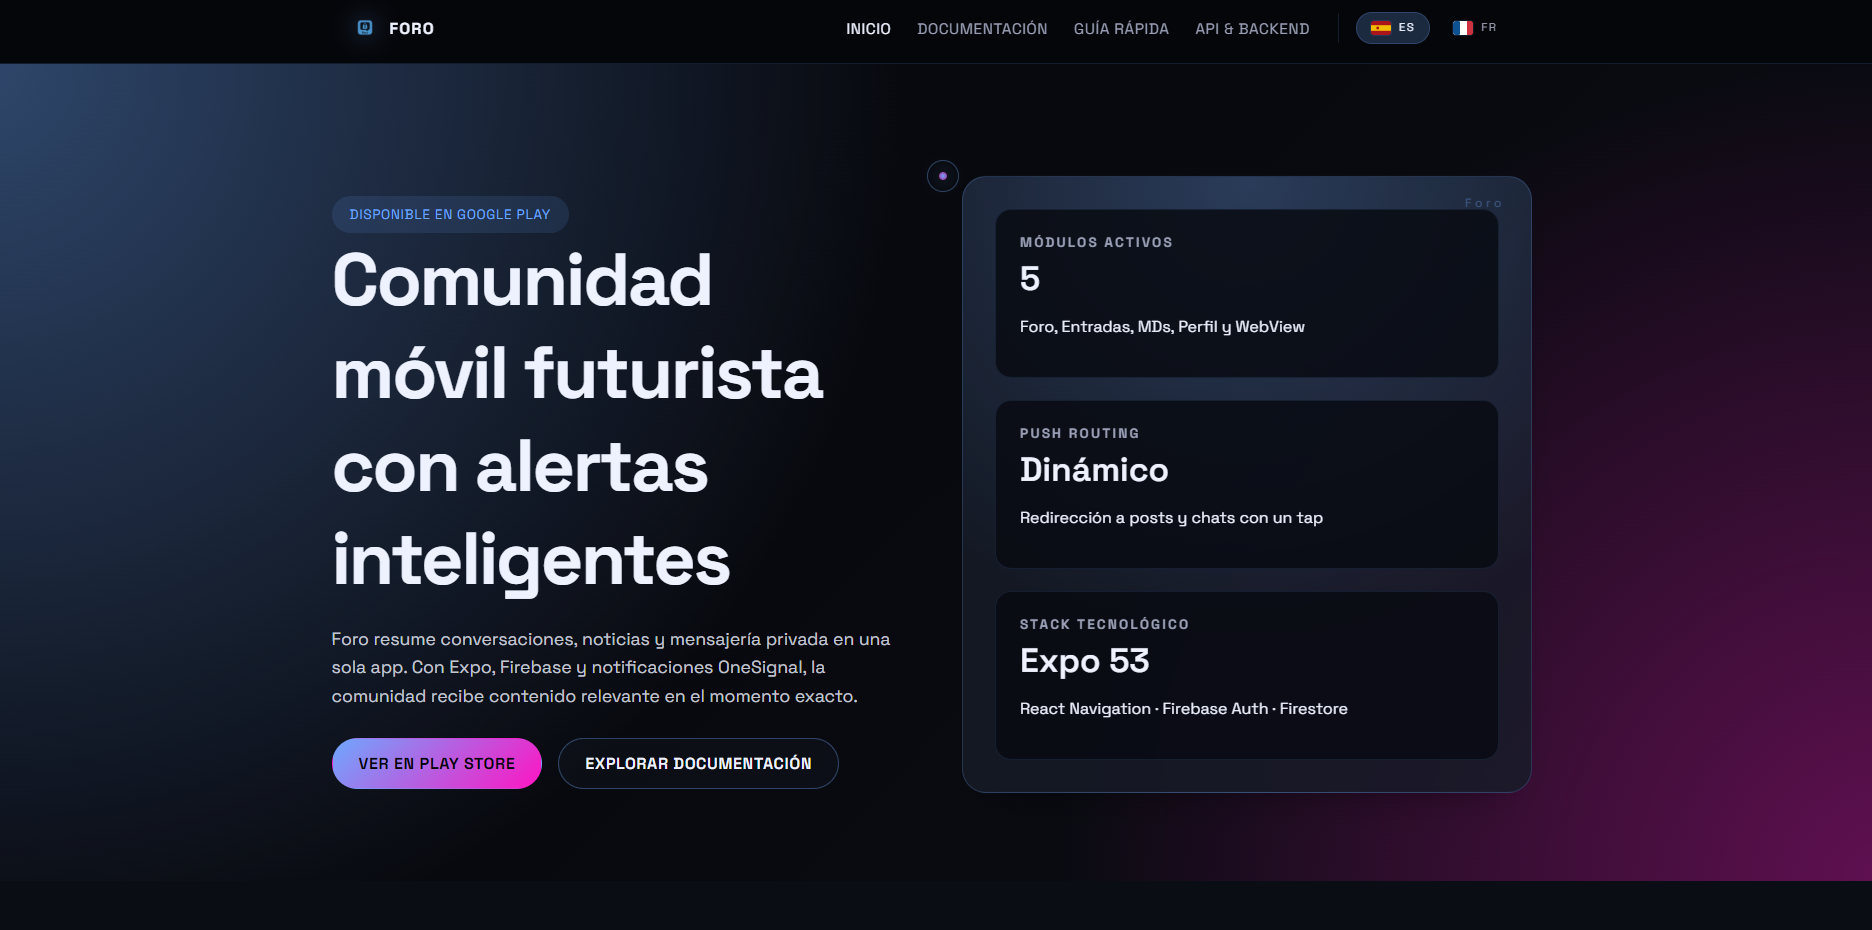 FORO
INICIO
DOCUMENTACIÓN
GUÍA RÁPIDA
API & BACKEND
ES
FR
DISPONIBLE EN GOOGLE PLAY
Comunidad
móvil futurista
con alertas
inteligentes
Foro resume conversaciones, noticias y mensajería privada en una
sola app. Con Expo, Firebase y notificaciones OneSignal, la
comunidad recibe contenido relevante en el momento exacto.
VER EN PLAY STORE
EXPLORAR DOCUMENTACIÓN
Foro
MÓDULOS ACTIVOS
5
Foro, Entradas, MDs, Perfil y WebView
PUSH ROUTING
Dinámico
Redirección a posts y chats con un tap
STACK TECNOLÓGICO
Expo 53
React Navigation · Firebase Auth · Firestore